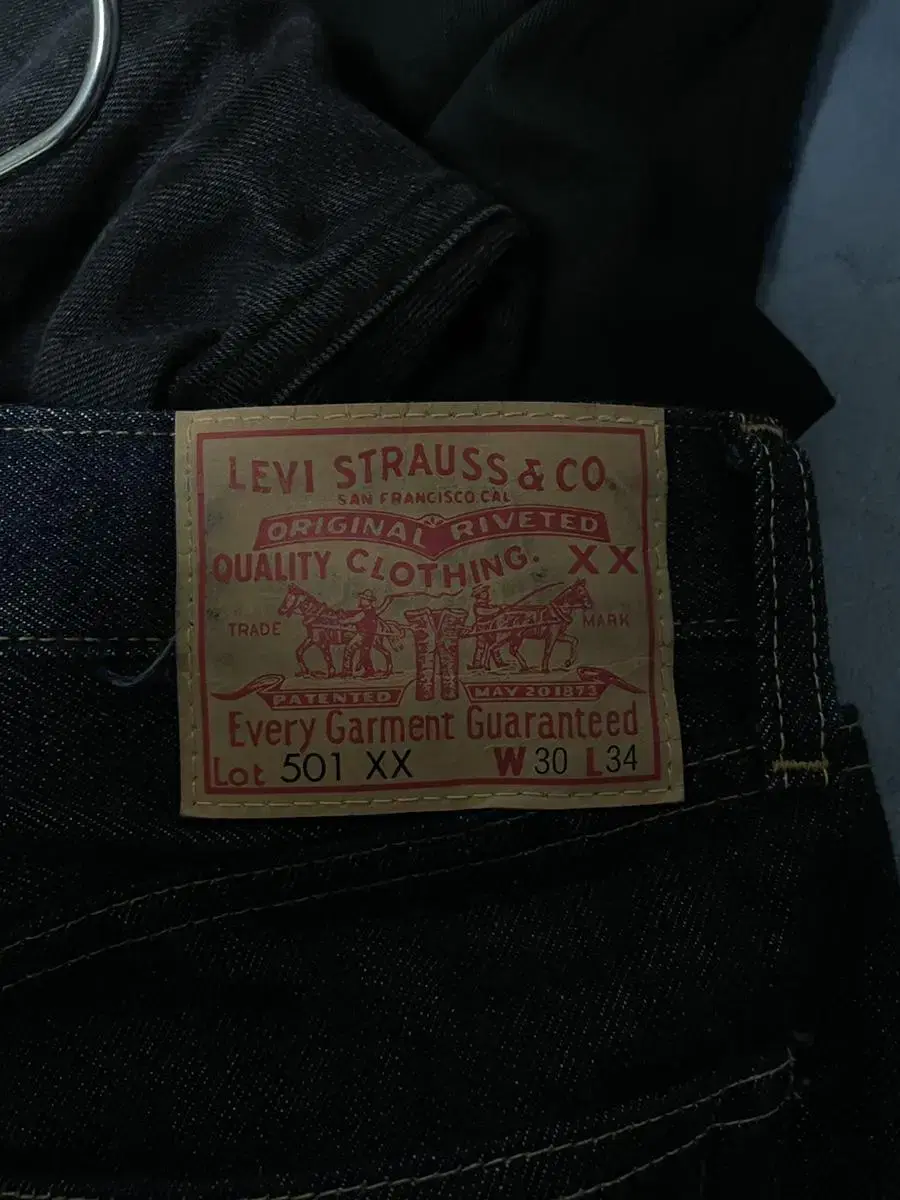 LEVI STRAUSS & CO.
SAN FRANCISCO CAL
ORIGINAL RIVETED
QUALITY CLOTHING. XX
TRADE MARK
PATENTED MAY 20 1873
Every Garment Guaranteed
Lot 501 XX W 30 L 34